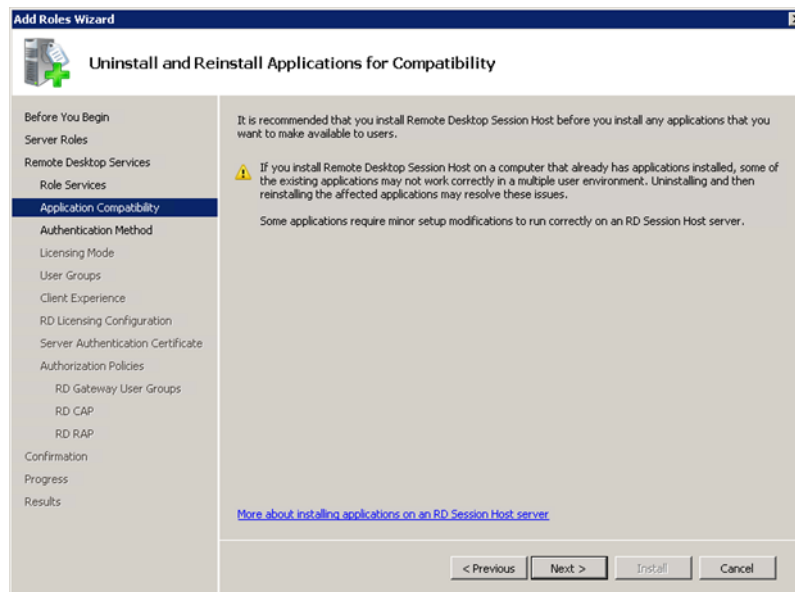 Add Roles Wizard
Uninstall and Reinstall Applications for Compatibility
Before You Begin
Server Roles
Remote Desktop Services
Role Services
Application Compatibility
Authentication Method
Licensing Mode
User Groups
Client Experience
RD Licensing Configuration
Server Authentication Certificate
Authorization Policies
RD Gateway User Groups
RD CAP
RD RAP
Confirmation
Progress
Results
It is recommended that you install Remote Desktop Session Host before you install any applications that you
want to make available to users.
If you install Remote Desktop Session Host on a computer that already has applications installed, some of
the existing applications may not work correctly in a multiple user environment. Uninstalling and then
reinstalling the affected applications may resolve these issues.
Some applications require minor setup modifications to run correctly on an RD Session Host server.
More about installing applications on an RD Session Host server
< Previous
Next >
Install
Cancel